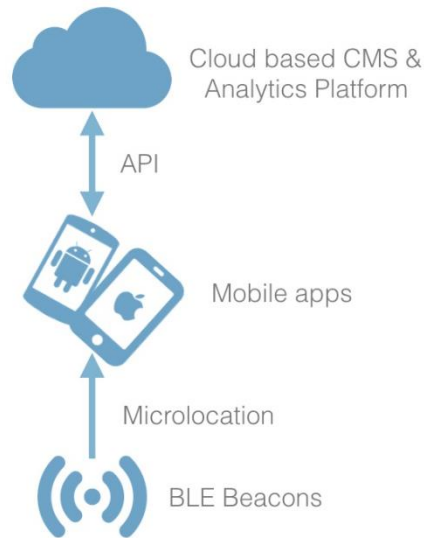 Cloud based CMS &
Analytics Platform
API
Mobile apps
Microlocation
BLE Beacons